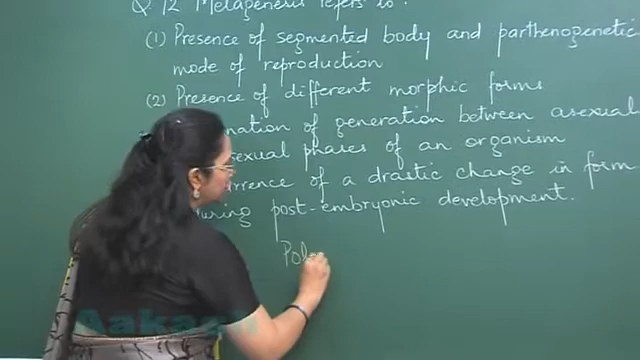 Q. 72 Metagenesis refers to :
(1) Presence of segmented body and parthenogenetic
mode of reproduction
(2) Presence of different morphic forms
nation of generation between asexual
exual phases of an organism
rrence of a drastic change in form
uring post-embryonic development.
Pol
Aakash